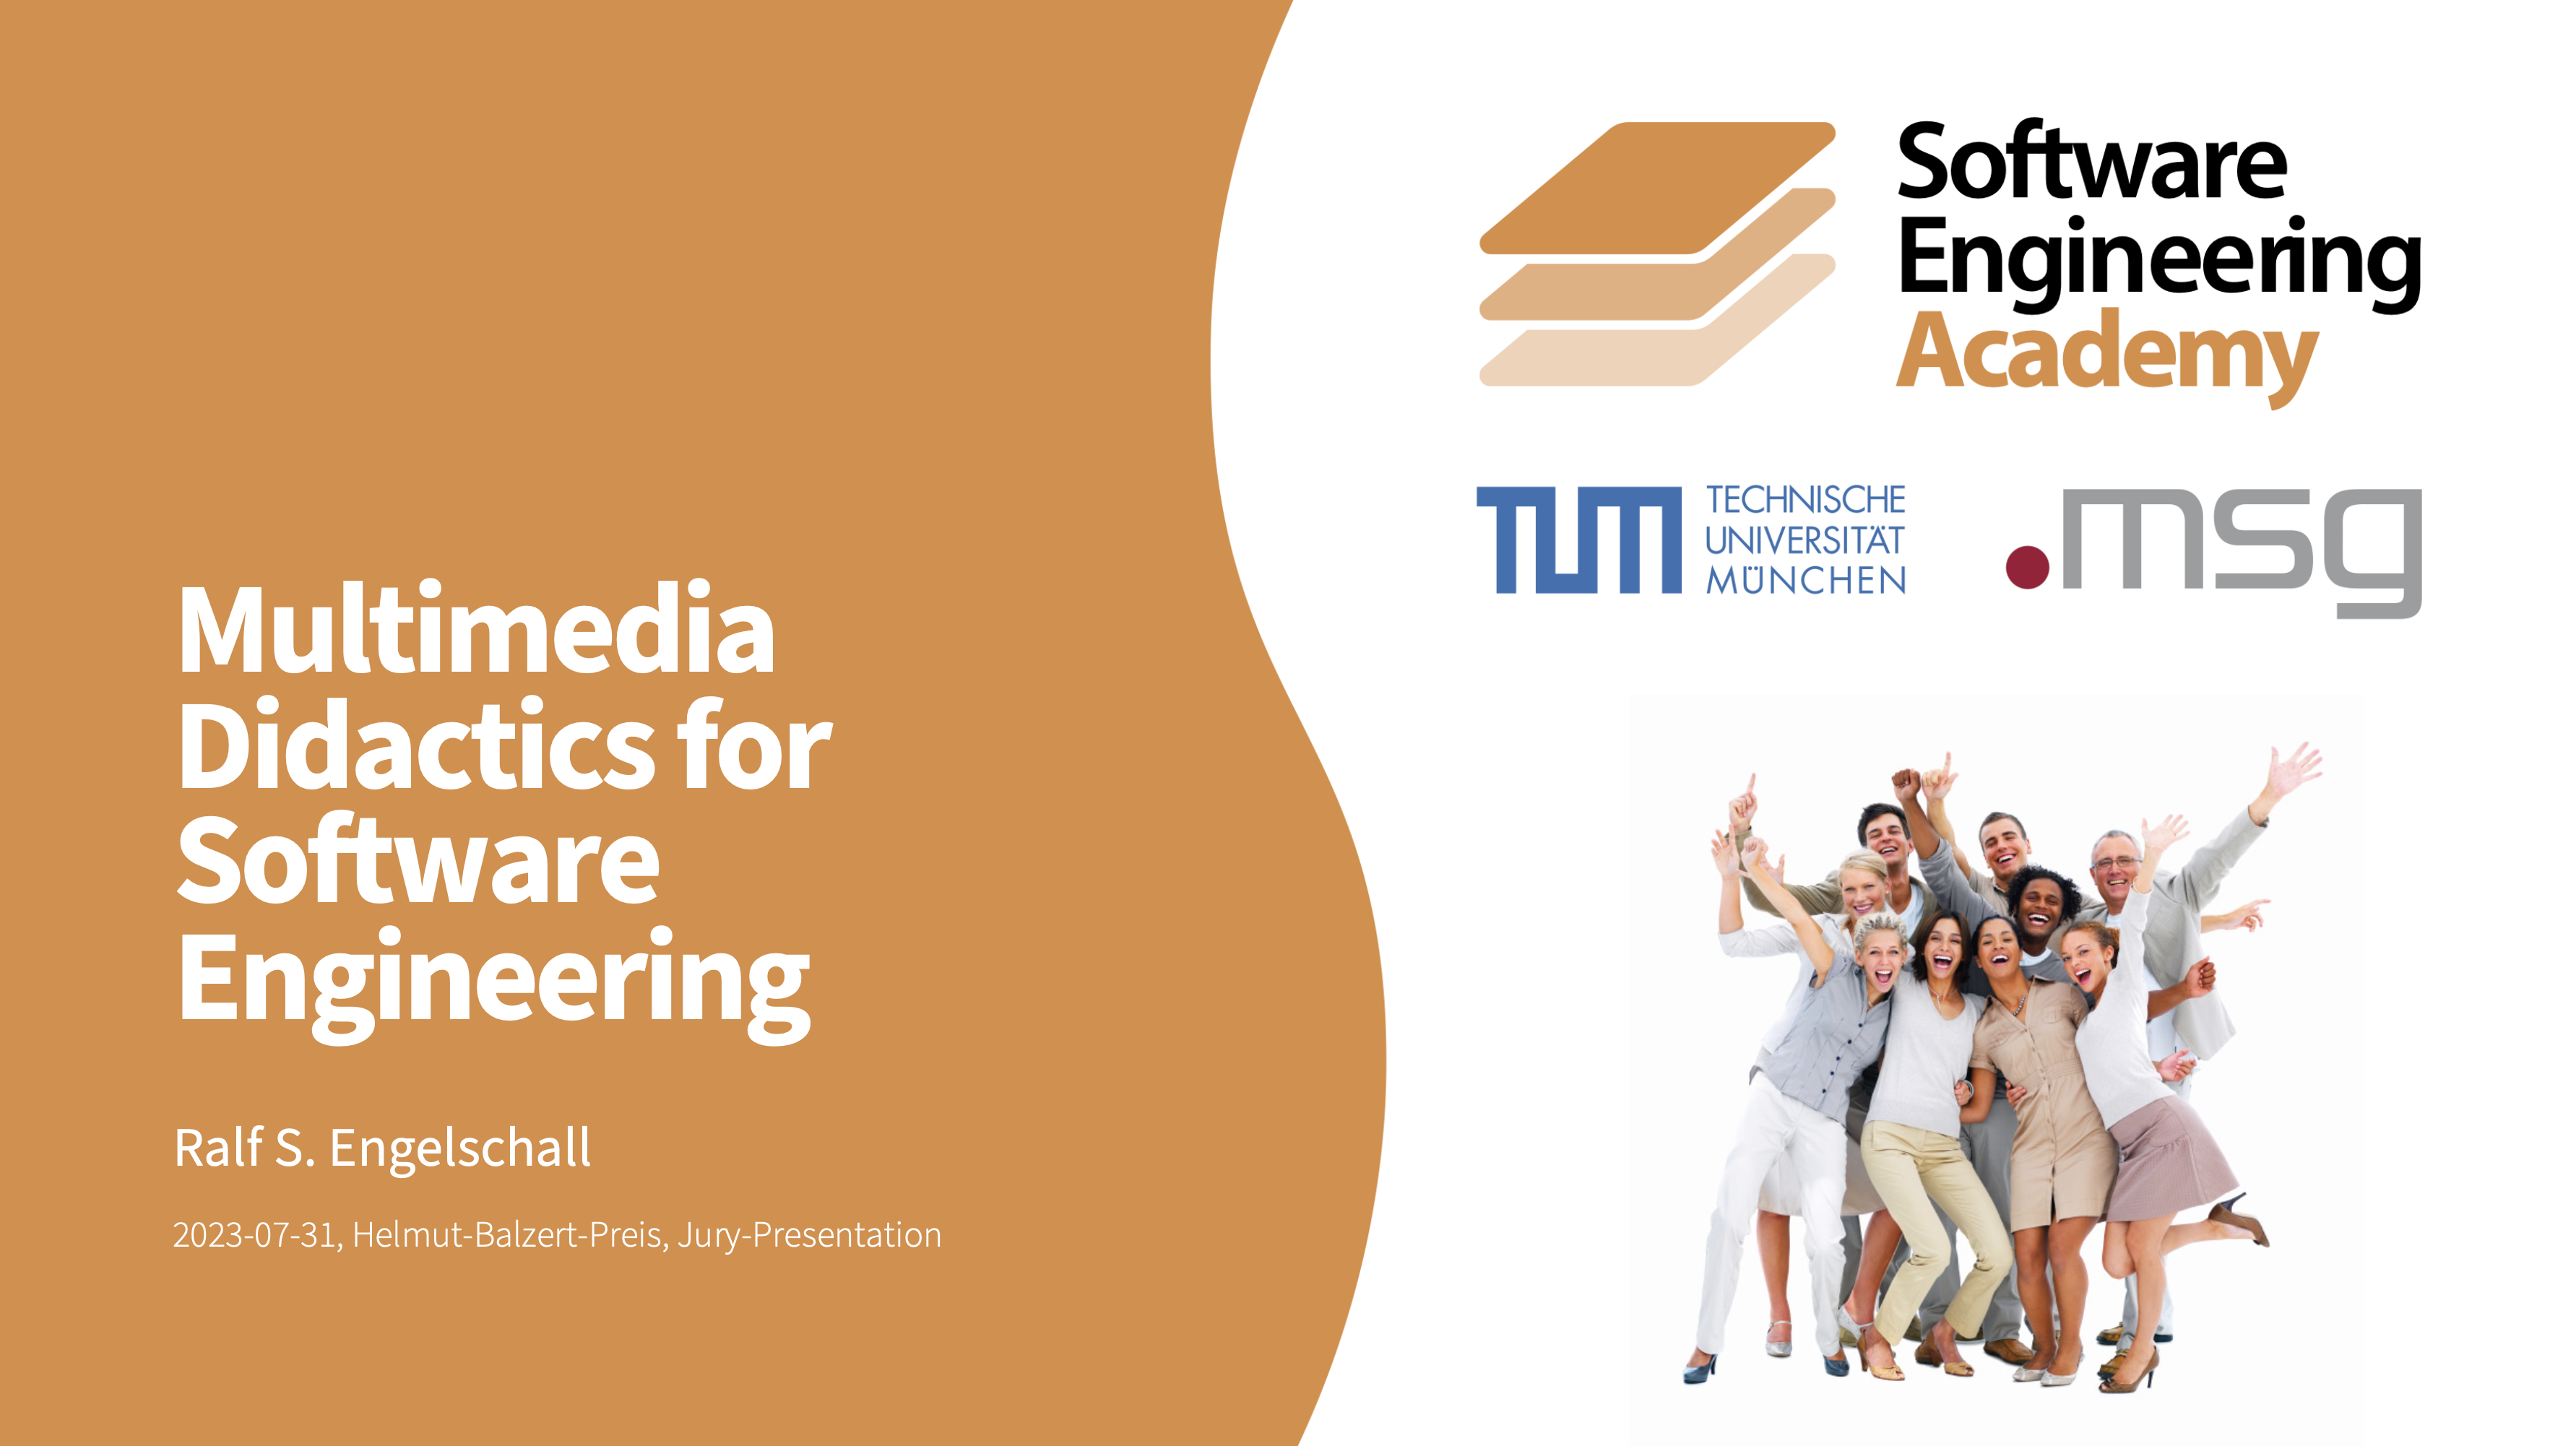 Multimedia
Didactics for
Software
Engineering
Ralf S. Engelschall
2023-07-31, Helmut-Balzert-Preis, Jury-Presentation
Software
Engineering
Academy
TUM
TECHNISCHE
UNIVERSITÄT
MÜNCHEN
.msg